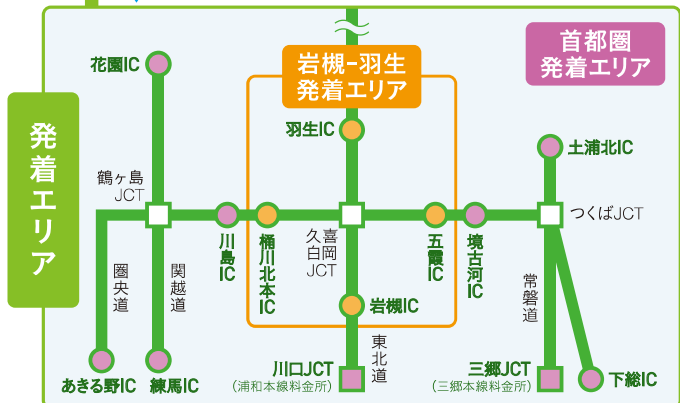 首都圏
発着エリア
岩槻-羽生
発着エリア
発着エリア
花園IC
羽生IC
土浦北IC
鶴ヶ島
JCT
つくばJCT
川島IC
桶川北本IC
久喜白岡JCT
五霞IC
境古河IC
圏央道
関越道
岩槻IC
東北道
常磐道
あきる野IC
練馬IC
川口JCT
(浦和本線料金所)
三郷JCT
(三郷本線料金所)
下総IC